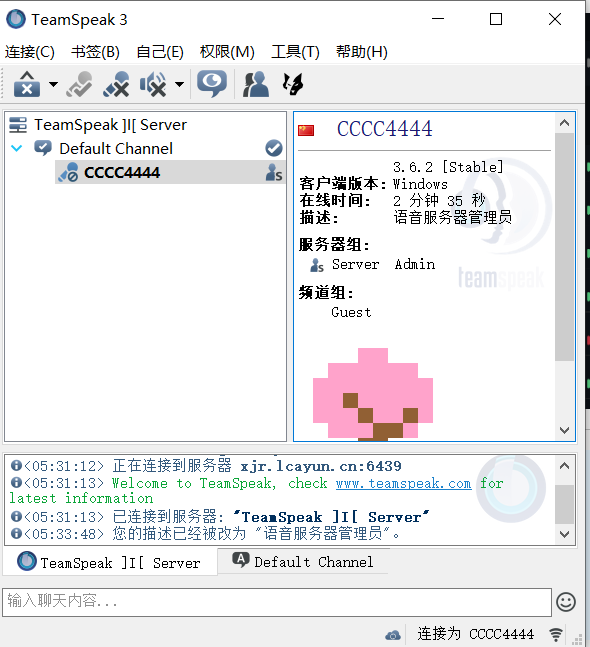 TeamSpeak 3
连接(C) 书签(B) 自己(E) 权限(M) 工具(T) 帮助(H)
TeamSpeak ]I[ Server
Default Channel
CCCC4444
CCCC4444
3.6.2 [Stable]
客户端版本: Windows
在线时间: 2 分钟 35 秒
描述: 语音服务器管理员
服务器组:
Server Admin
频道组:
Guest
teamspeak
<05:31:12> 正在连接到服务器 xjr.lcayun.cn:6439
<05:31:13> Welcome to TeamSpeak, check www.teamspeak.com for
latest information
<05:31:13> 已连接到服务器: "TeamSpeak ]I[ Server"
<05:33:48> 您的描述已经被改为 "语音服务器管理员"。
TeamSpeak ]I[ Server
Default Channel
输入聊天内容...
连接为 CCCC4444